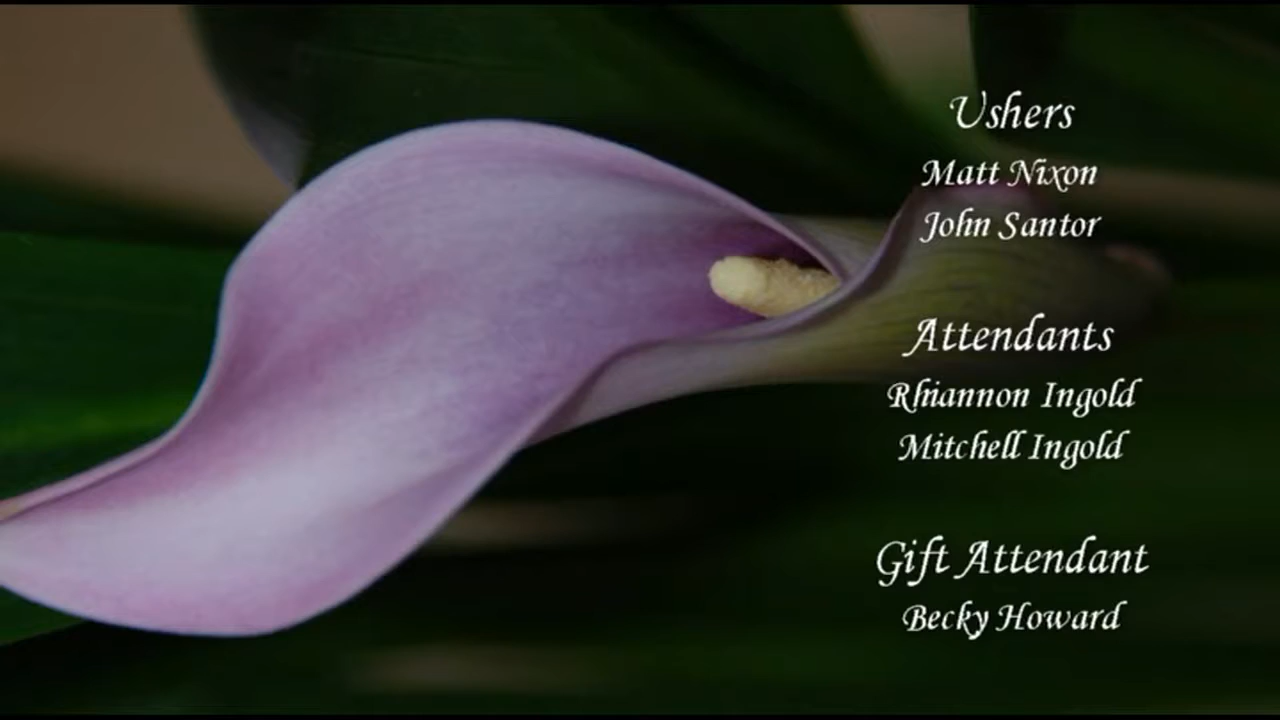 Ushers
Matt Nixon
John Santor
Attendants
Rhiannon Ingold
Mitchell Ingold
Gift Attendant
Becky Howard